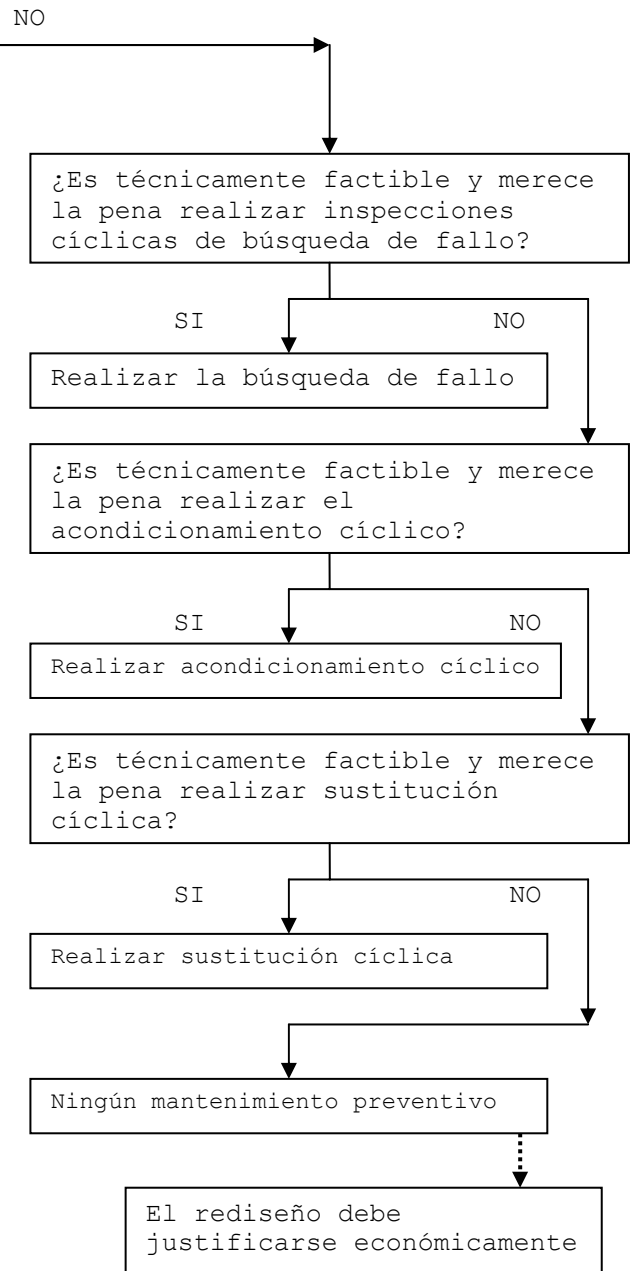 NO
¿Es técnicamente factible y merece
la pena realizar inspecciones
cíclicas de búsqueda de fallo?
SI NO
Realizar la búsqueda de fallo
¿Es técnicamente factible y merece
la pena realizar el
acondicionamiento cíclico?
SI NO
Realizar acondicionamiento cíclico
¿Es técnicamente factible y merece
la pena realizar sustitución
cíclica?
SI NO
Realizar sustitución cíclica
Ningún mantenimiento preventivo
El rediseño debe
justificarse económicamente